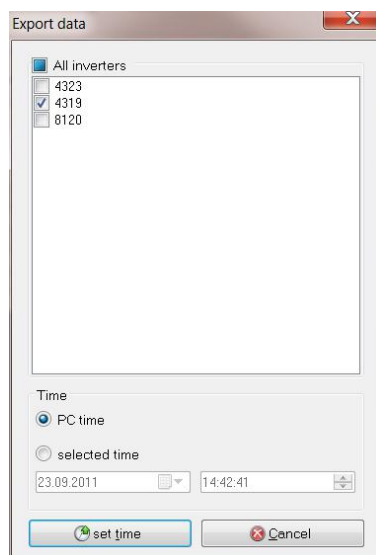 Export data
All inverters
4323
4319
8120
Time
PC time
selected time
23.09.2011 14:42:41
set time Cancel